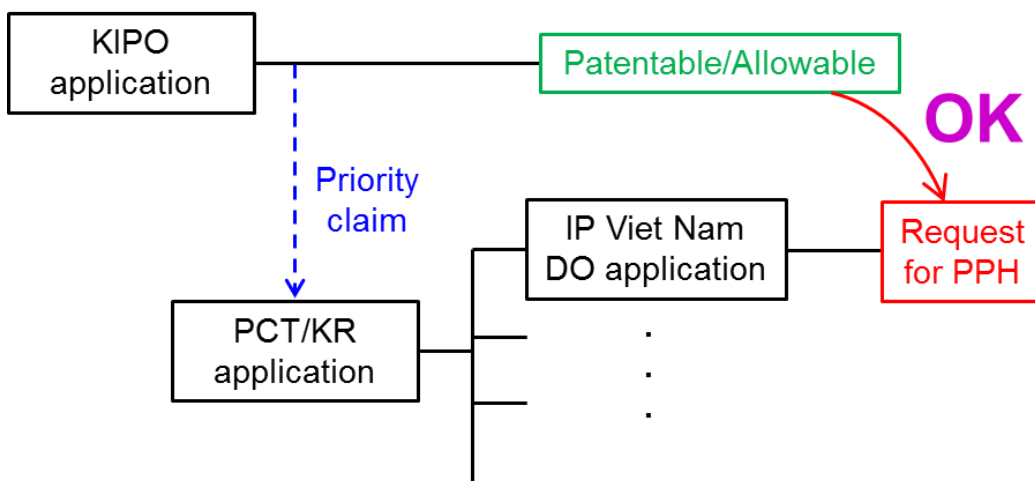 KIPO
application
Patentable/Allowable
OK
Priority
claim
IP Viet Nam
DO application
Request
for PPH
PCT/KR
application
.
.
.